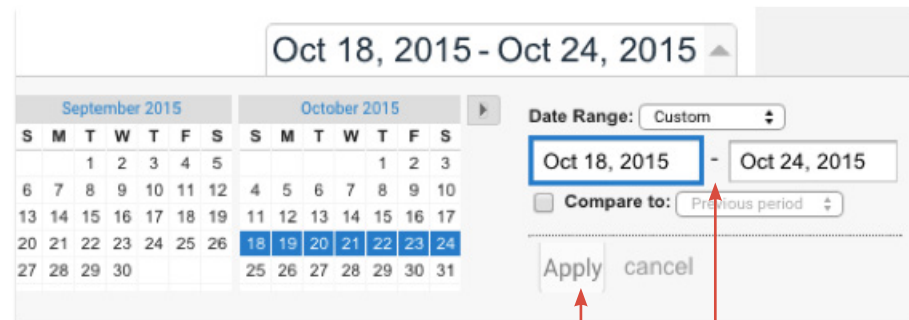 Oct 18, 2015 - Oct 24, 2015
September 2015
S M T W T F S
1 2 3 4 5
6 7 8 9 10 11 12
13 14 15 16 17 18 19
20 21 22 23 24 25 26
27 28 29 30
October 2015
S M T W T F S
1 2 3
4 5 6 7 8 9 10
11 12 13 14 15 16 17
18 19 20 21 22 23 24
25 26 27 28 29 30 31
Date Range: Custom
Oct 18, 2015 - Oct 24, 2015
Compare to: Previous period
Apply cancel